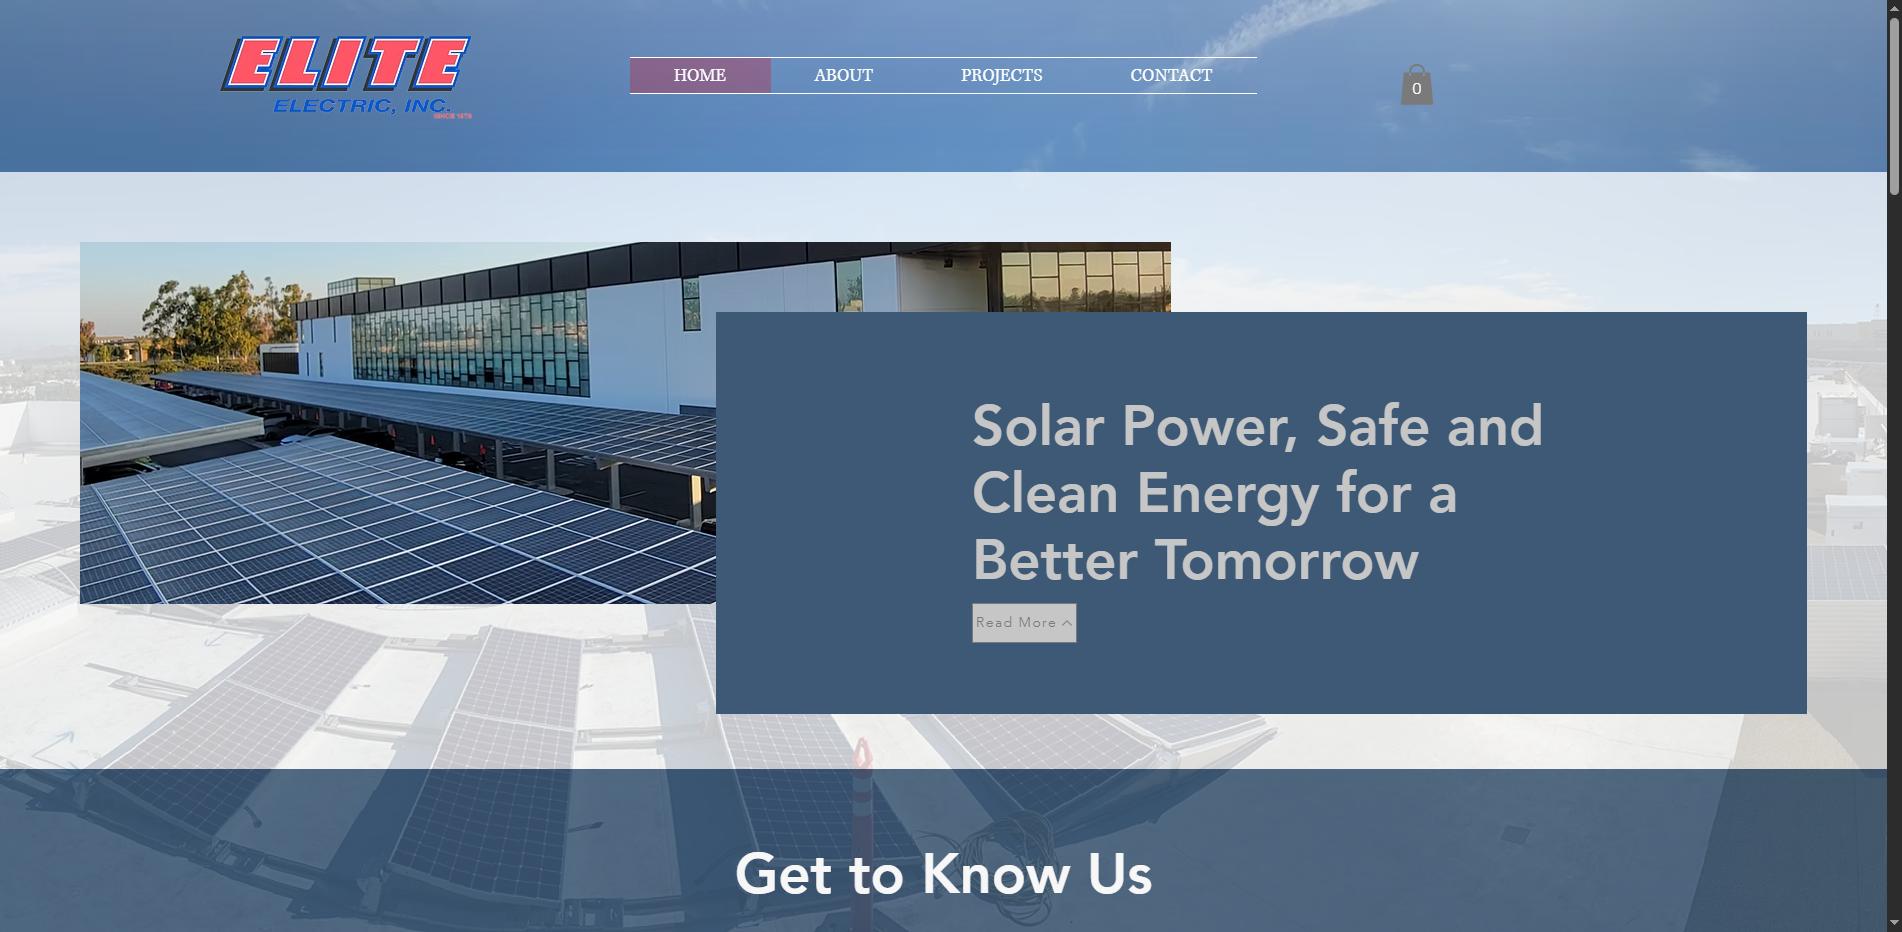 ELITE
ELECTRIC, INC.
SINCE 1979
HOME
ABOUT
PROJECTS
CONTACT
0
Solar Power, Safe and
Clean Energy for a
Better Tomorrow
Read More
Get to Know Us